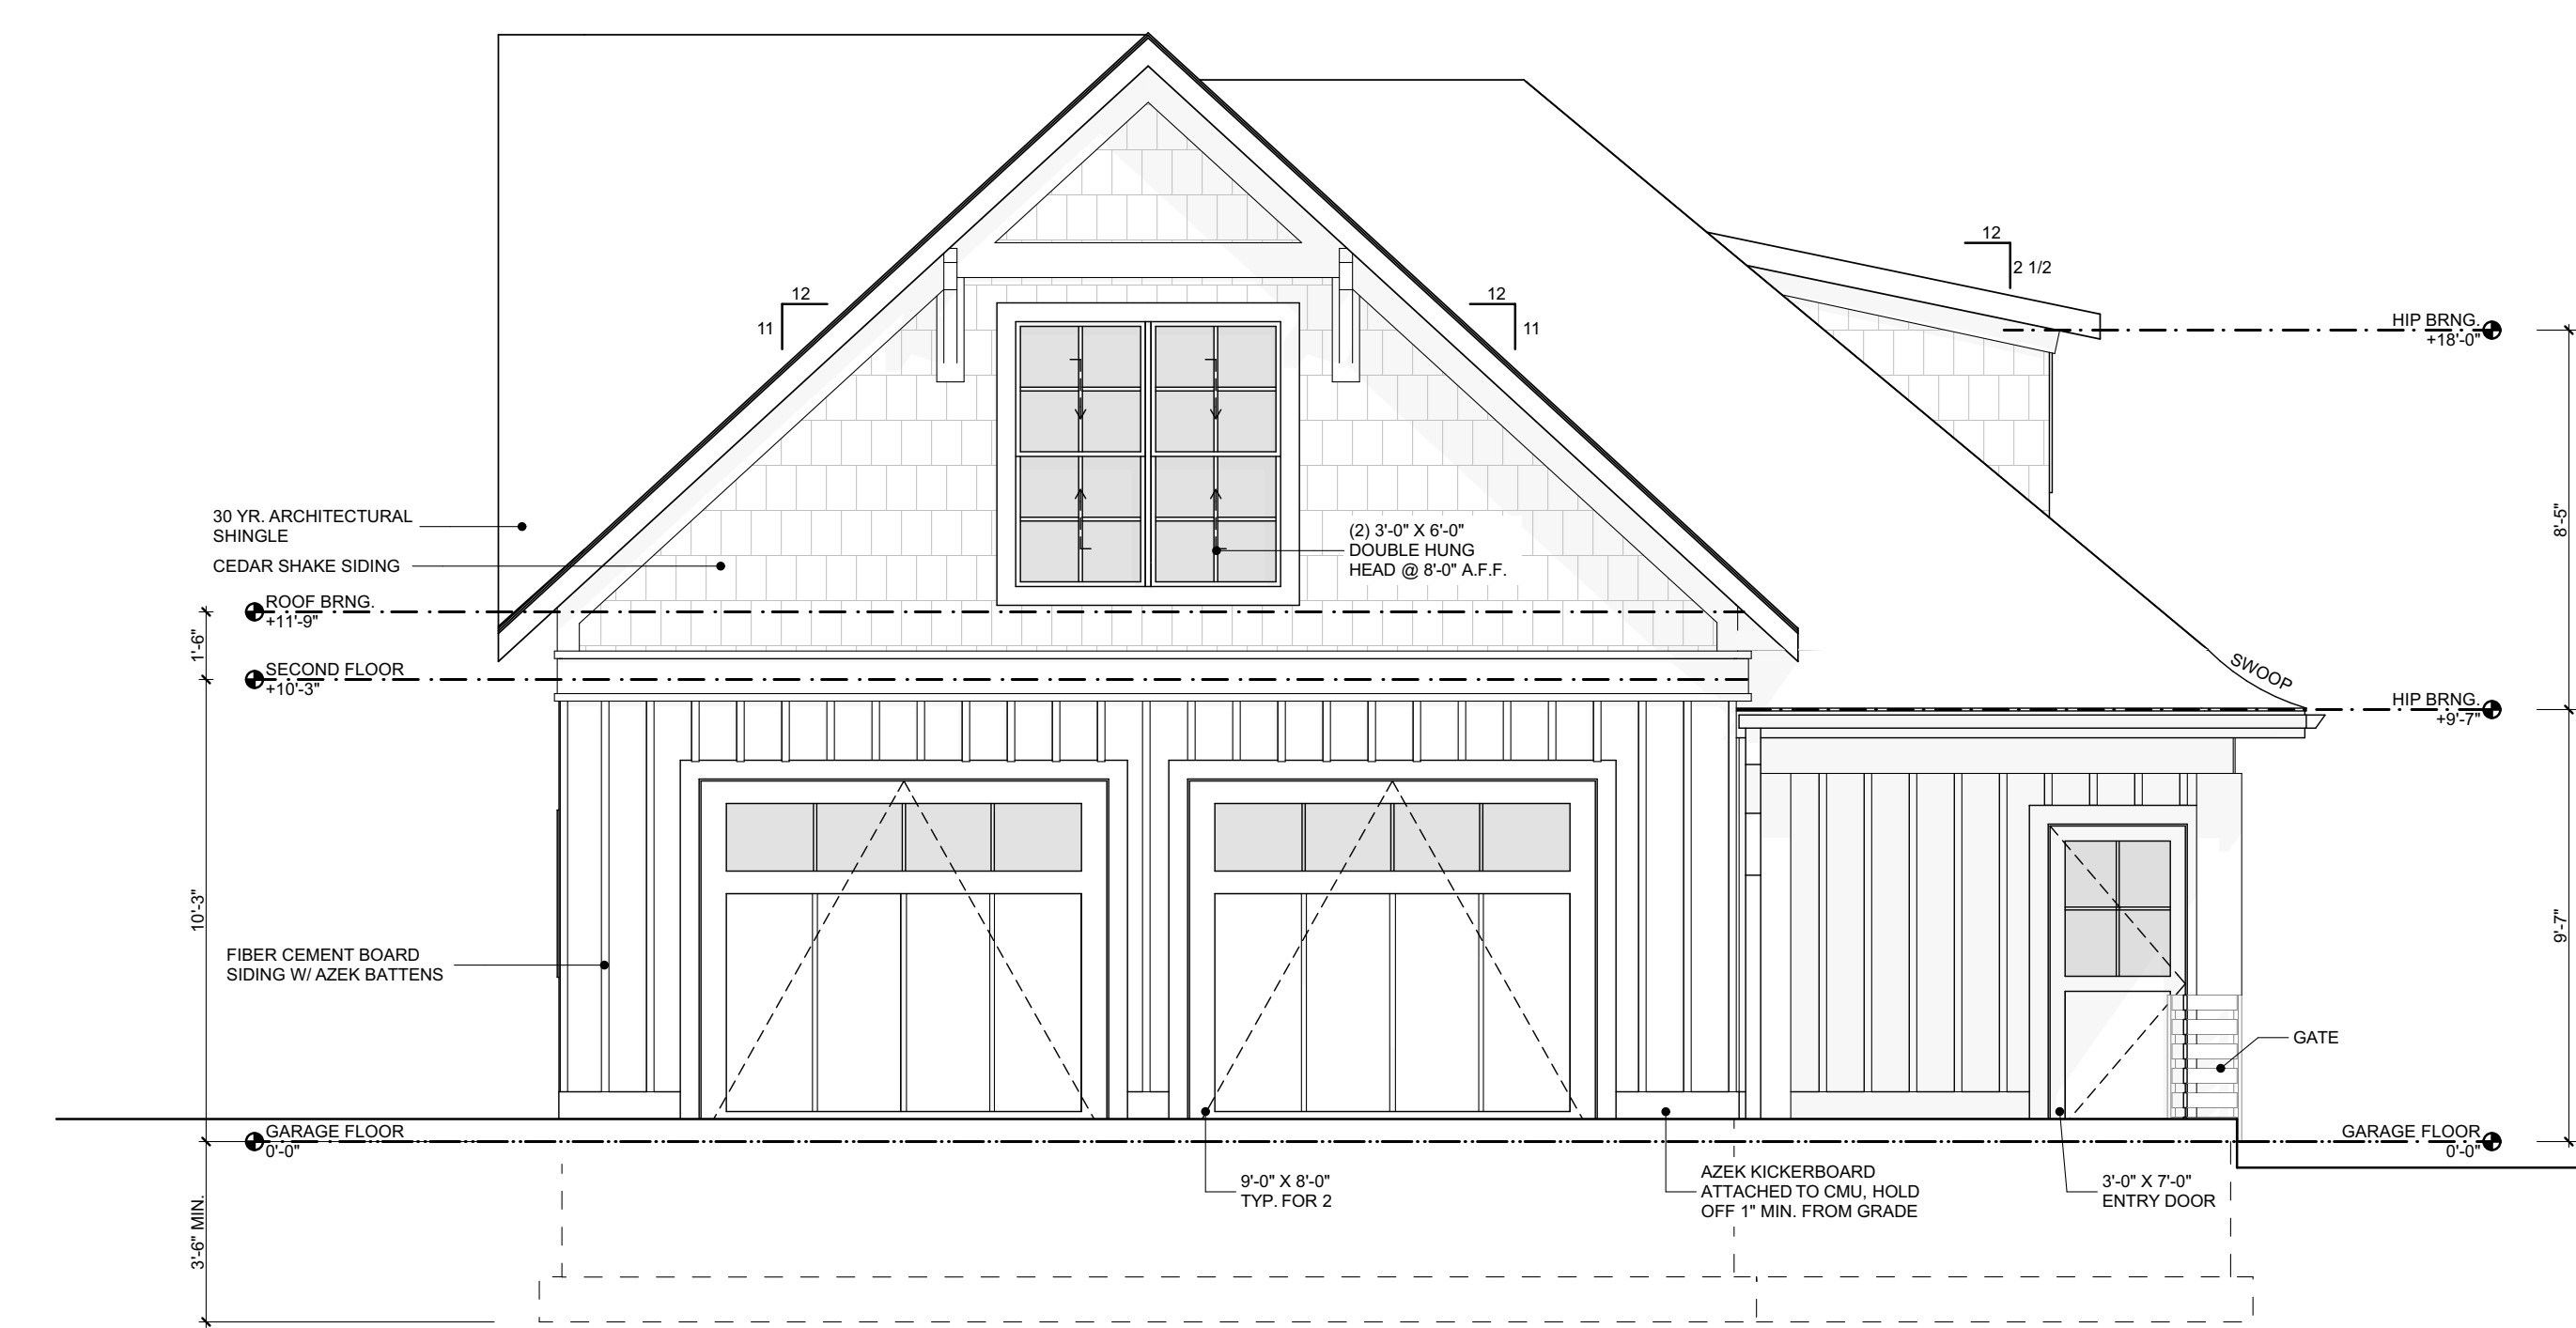 12
2 1/2
12
11
12
11
HIP BRNG.
+18'-0"
30 YR. ARCHITECTURAL
SHINGLE
CEDAR SHAKE SIDING
(2) 3'-0" X 6'-0"
DOUBLE HUNG
HEAD @ 8'-0" A.F.F.
8'-5"
ROOF BRNG.
+11'-9"
1'-6"
SECOND FLOOR
+10'-3"
SWOOP
HIP BRNG.
+9'-7"
10'-3"
9'-7"
FIBER CEMENT BOARD
SIDING W/ AZEK BATTENS
GATE
GARAGE FLOOR
0'-0"
GARAGE FLOOR
0'-0"
3'-6" MIN.
9'-0" X 8'-0"
TYP. FOR 2
AZEK KICKERBOARD
ATTACHED TO CMU, HOLD
OFF 1" MIN. FROM GRADE
3'-0" X 7'-0"
ENTRY DOOR